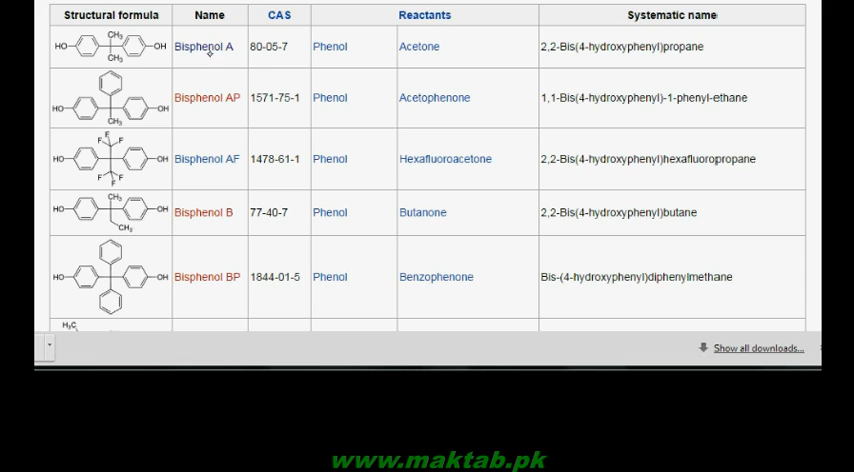 Structural formula Name CAS Reactants Systematic name
CH3
HO OH Bisphenol A 80-05-7 Phenol Acetone 2,2-Bis(4-hydroxyphenyl)propane
CH3
HO OH Bisphenol AP 1571-75-1 Phenol Acetophenone 1,1-Bis(4-hydroxyphenyl)-1-phenyl-ethane
CH3
F
F F
HO OH Bisphenol AF 1478-61-1 Phenol Hexafluoroacetone 2,2-Bis(4-hydroxyphenyl)hexafluoropropane
F F
F
CH3
HO OH Bisphenol B 77-40-7 Phenol Butanone 2,2-Bis(4-hydroxyphenyl)butane
CH3
HO OH Bisphenol BP 1844-01-5 Phenol Benzophenone Bis-(4-hydroxyphenyl)diphenylmethane
H3C
Show all downloads...
www.maktab.pk